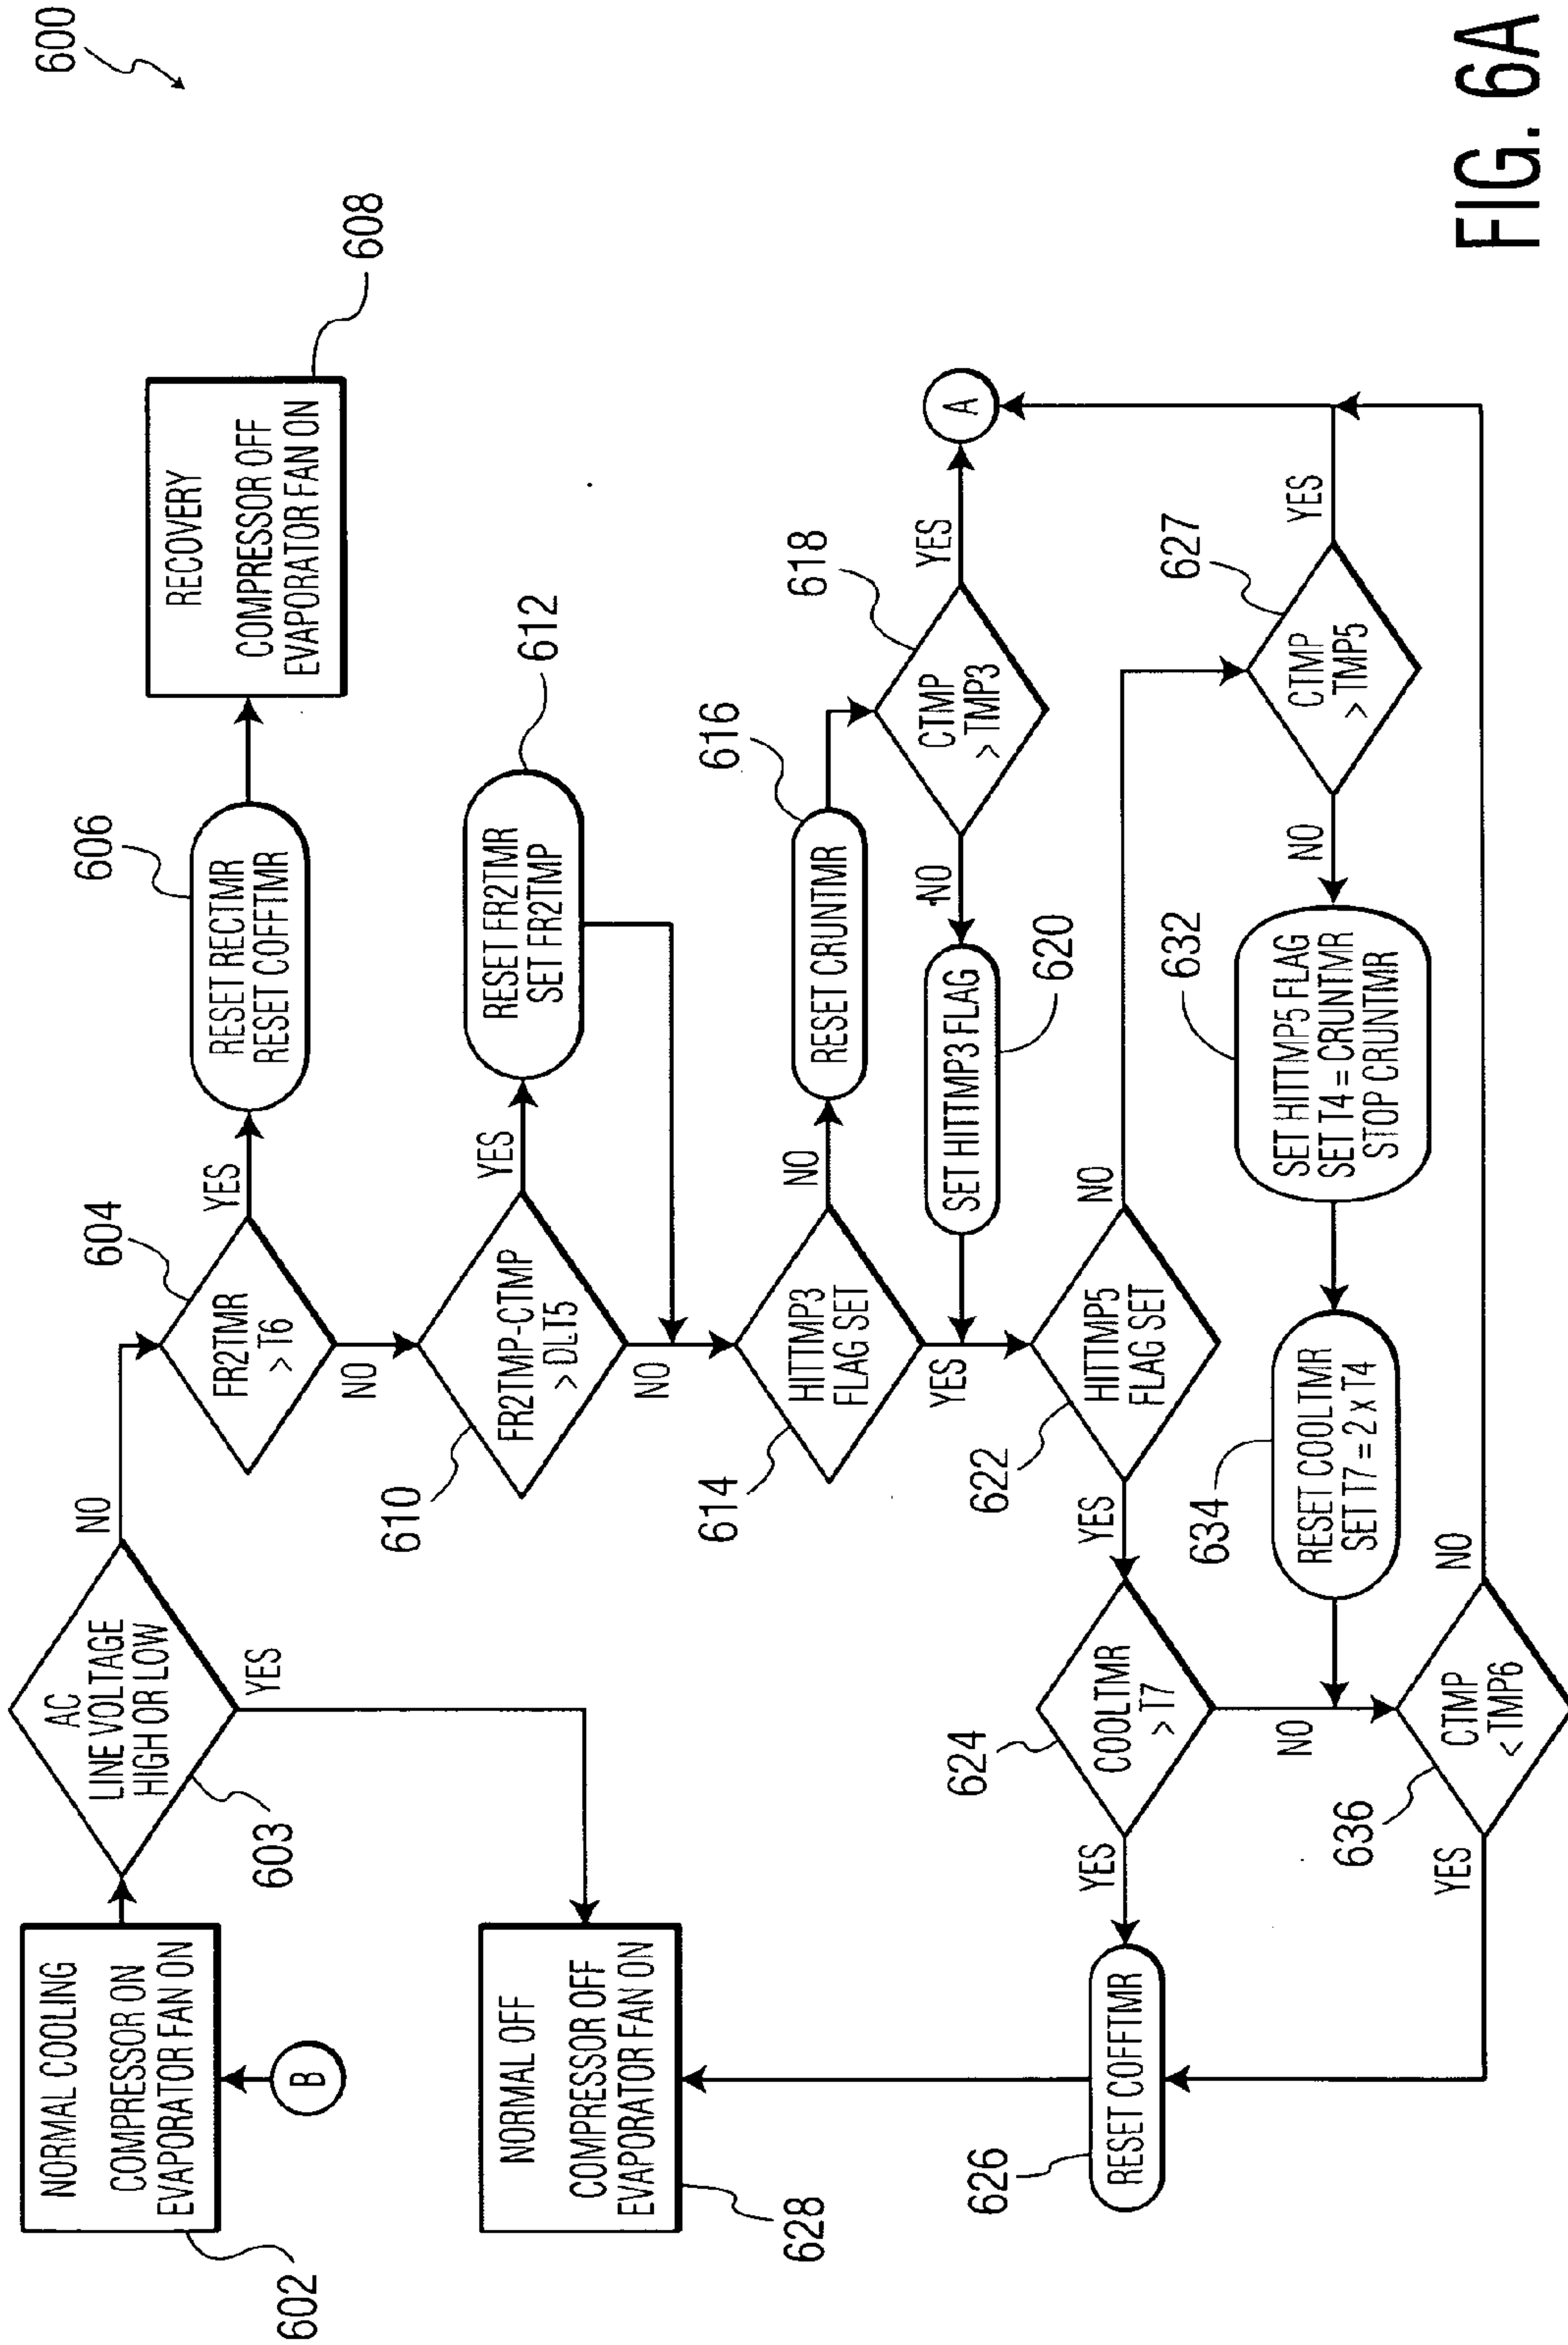 600
NORMAL COOLING
COMPRESSOR ON
EVAPORATOR FAN ON
602
B
AC
LINE VOLTAGE
HIGH OR LOW
603
NO
YES
FR2TMR
> T6
604
YES
NO
RESET RECTMR
RESET COFFTMR
606
RECOVERY
COMPRESSOR OFF
EVAPORATOR FAN ON
608
NORMAL OFF
COMPRESSOR OFF
EVAPORATOR FAN ON
628
FR2TMP-CTMP
> DLT5
610
YES
NO
RESET FR2TMR
SET FR2TMP
612
HITTMP3
FLAG SET
614
NO
YES
RESET CRUNTMR
616
CTMP
> TMP3
618
YES
NO
A
SET HITTMP3 FLAG
620
HITTMP5
FLAG SET
622
NO
YES
COOLTMR
> T7
624
YES
NO
RESET COFFTMR
626
CTMP
> TMP5
627
YES
NO
SET HITTMP5 FLAG
SET T4 = CRUNTMR
STOP CRUNTMR
632
RESET COOLTMR
SET T7 = 2 x T4
634
CTMP
< TMP6
636
YES
NO
FIG. 6A